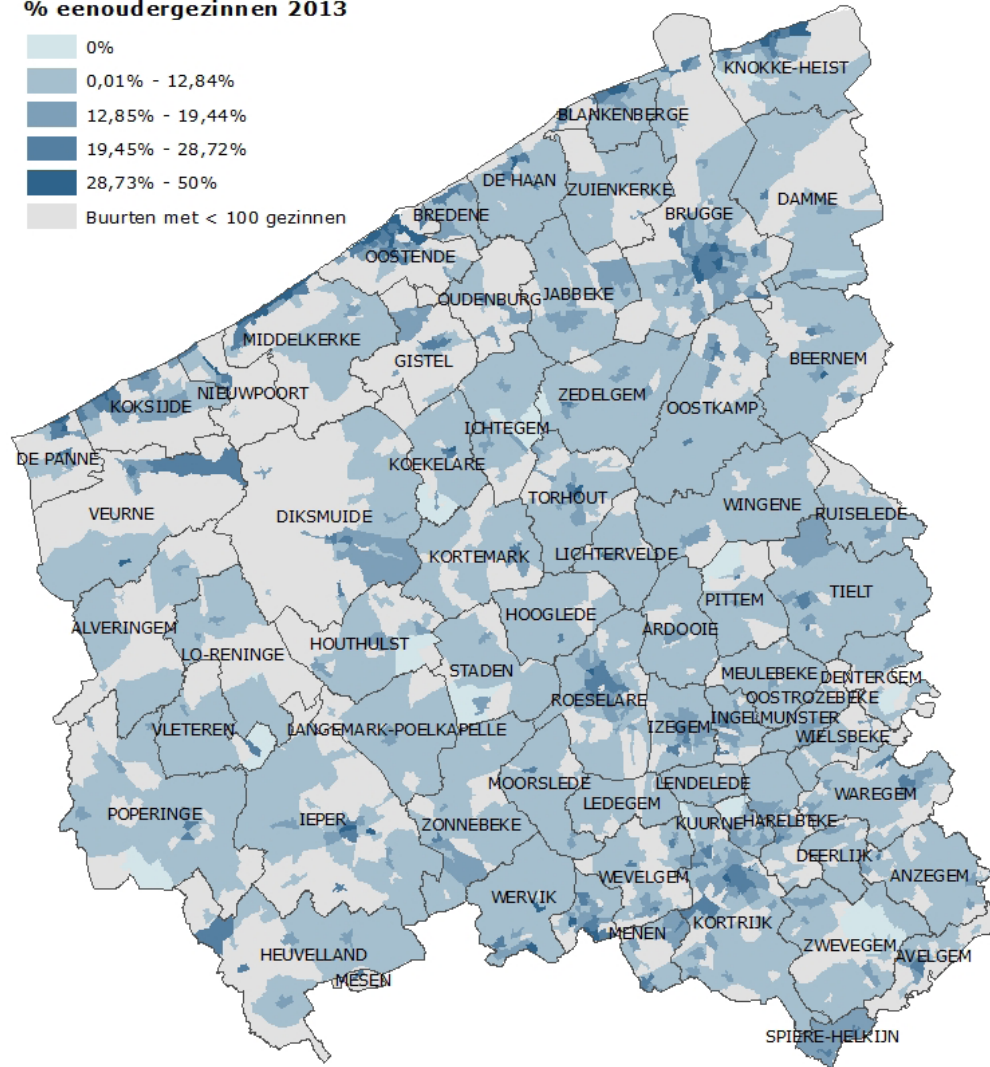 % eenoudergezinnen 2013
0%
0,01% - 12,84%
12,85% - 19,44%
19,45% - 28,72%
28,73% - 50%
Buurten met < 100 gezinnen
KNOKKE-HEIST
BLANKENBERGE
DE HAAN
ZUIENKERKE
DAMME
BREDENE
BRUGGE
OOSTENDE
OUDENBURG
JABBEKE
MIDDELKERKE
GISTEL
BEERNEM
NIEUWPOORT
ZEDELGEM
KOKSIJDE
OOSTKAMP
ICHTEGEM
DE PANNE
KOEKELARE
TORHOUT
WINGENE
VEURNE
DIKSMUIDE
RUISELEDE
KORTEMARK
LICHTERVELDE
TIELT
PITTEM
HOOGLEDE
ALVERINGEM
ARDOOIE
HOUTHULST
LO-RENINGE
STADEN
MEULEBEKE
DENTERGEM
OOSTROZEBEKE
ROESELARE
INGELMUNSTER
VLETEREN
LANGEMARK-POELKAPELLE
IZEGEM
WIELSBEKE
MOORSLEDE
LENDELEDE
WAREGEM
LEDEGEM
POPERINGE
IEPER
ZONNEBEKE
KUURNE
HARELBEKE
DEERLIJK
WEVELGEM
ANZEGEM
WERVIK
KORTRIJK
MENEN
ZWEVEGEM
HEUVELLAND
AVELGEM
MESEN
SPIERE-HELKIJN